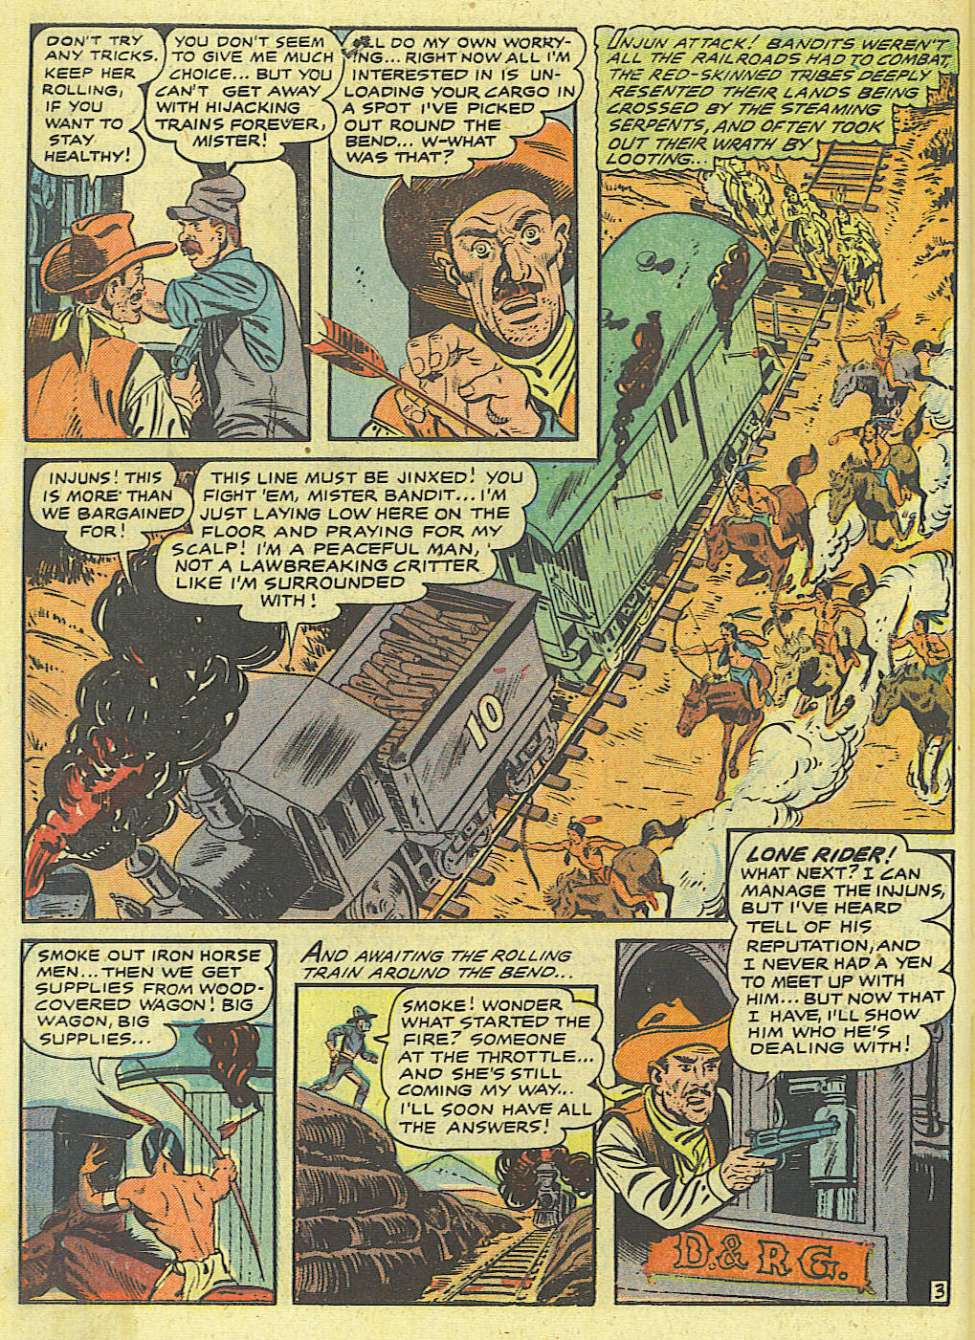 DON'T TRY
ANY TRICKS.
KEEP HER
ROLLING,
IF YOU
WANT TO
STAY
HEALTHY!
YOU DON'T SEEM
TO GIVE ME MUCH
CHOICE... BUT YOU
CAN'T GET AWAY
WITH HIJACKING
TRAINS FOREVER,
MISTER!
I'LL DO MY OWN WORRY-
ING... RIGHT NOW ALL I'M
INTERESTED IN IS UN-
LOADING YOUR CARGO IN
A SPOT I'VE PICKED
OUT ROUND THE
BEND... W-WHAT
WAS THAT?
INJUN ATTACK! BANDITS WEREN'T
ALL THE RAILROADS HAD TO COMBAT.
THE RED-SKINNED TRIBES DEEPLY
RESENTED THEIR LANDS BEING
CROSSED BY THE STEAMING
SERPENTS, AND OFTEN TOOK
OUT THEIR WRATH BY
LOOTING...
INJUNS! THIS
IS MORE THAN
WE BARGAINED
FOR!
THIS LINE MUST BE JINXED! YOU
FIGHT 'EM, MISTER BANDIT... I'M
JUST LAYING LOW HERE ON THE
FLOOR AND PRAYING FOR MY
SCALP! I'M A PEACEFUL MAN,
NOT A LAWBREAKING CRITTER
LIKE I'M SURROUNDED
WITH!
10
SMOKE OUT IRON HORSE
MEN... THEN WE GET
SUPPLIES FROM WOOD-
COVERED WAGON! BIG
WAGON, BIG
SUPPLIES...
AND AWAITING THE ROLLING
TRAIN AROUND THE BEND...
SMOKE! WONDER
WHAT STARTED THE
FIRE? SOMEONE
AT THE THROTTLE...
AND SHE'S STILL
COMING MY WAY...
I'LL SOON HAVE ALL
THE ANSWERS!
LONE RIDER!
WHAT NEXT? I CAN
MANAGE THE INJUNS,
BUT I'VE HEARD
TELL OF HIS
REPUTATION, AND
I NEVER HAD A YEN
TO MEET UP WITH
HIM... BUT NOW THAT
I HAVE, I'LL SHOW
HIM WHO HE'S
DEALING WITH!
D. & R. G.
3